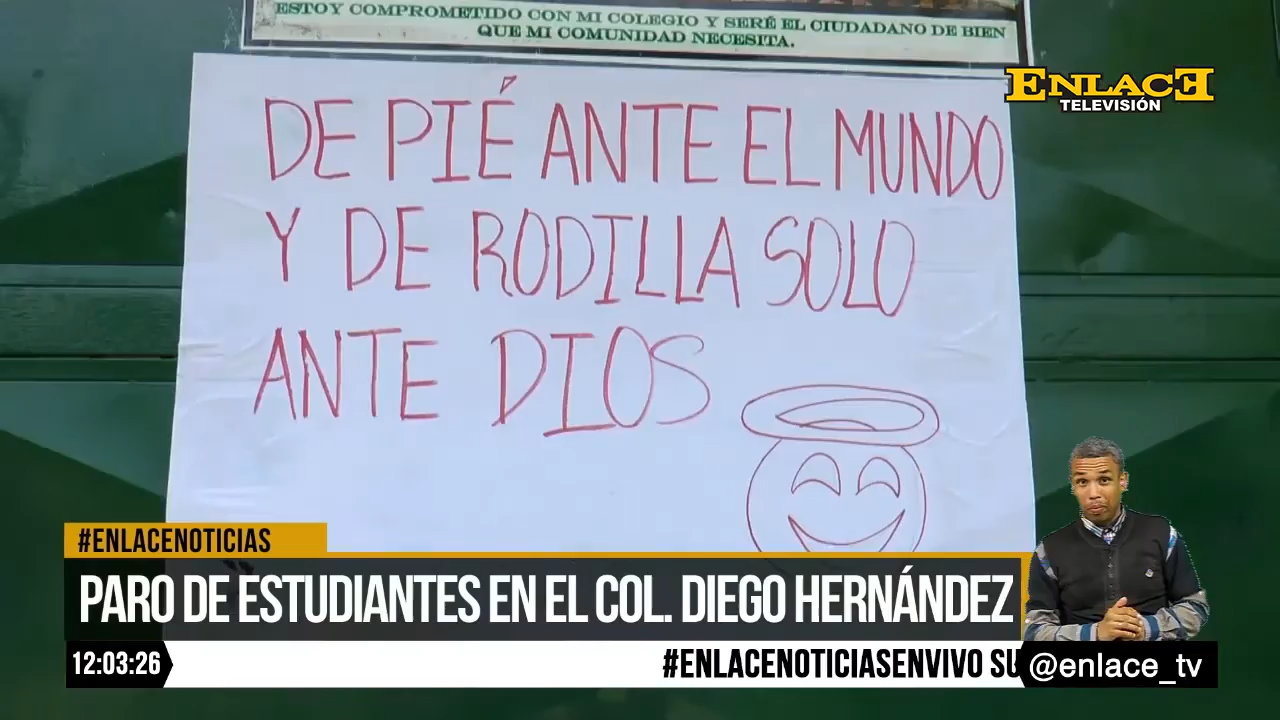 ESTOY COMPROMETIDO CON MI COLEGIO Y SERÉ EL CIUDADANO DE BIEN
QUE MI COMUNIDAD NECESITA.
ENLACE
TELEVISIÓN
DE PIÉ ANTE EL MUNDO
Y DE RODILLA SOLO
ANTE DIOS
#ENLACENOTICIAS
PARO DE ESTUDIANTES EN EL COL. DIEGO HERNÁNDEZ
12:03:26
#ENLACENOTICIASENVIVO SU
@enlace_tv